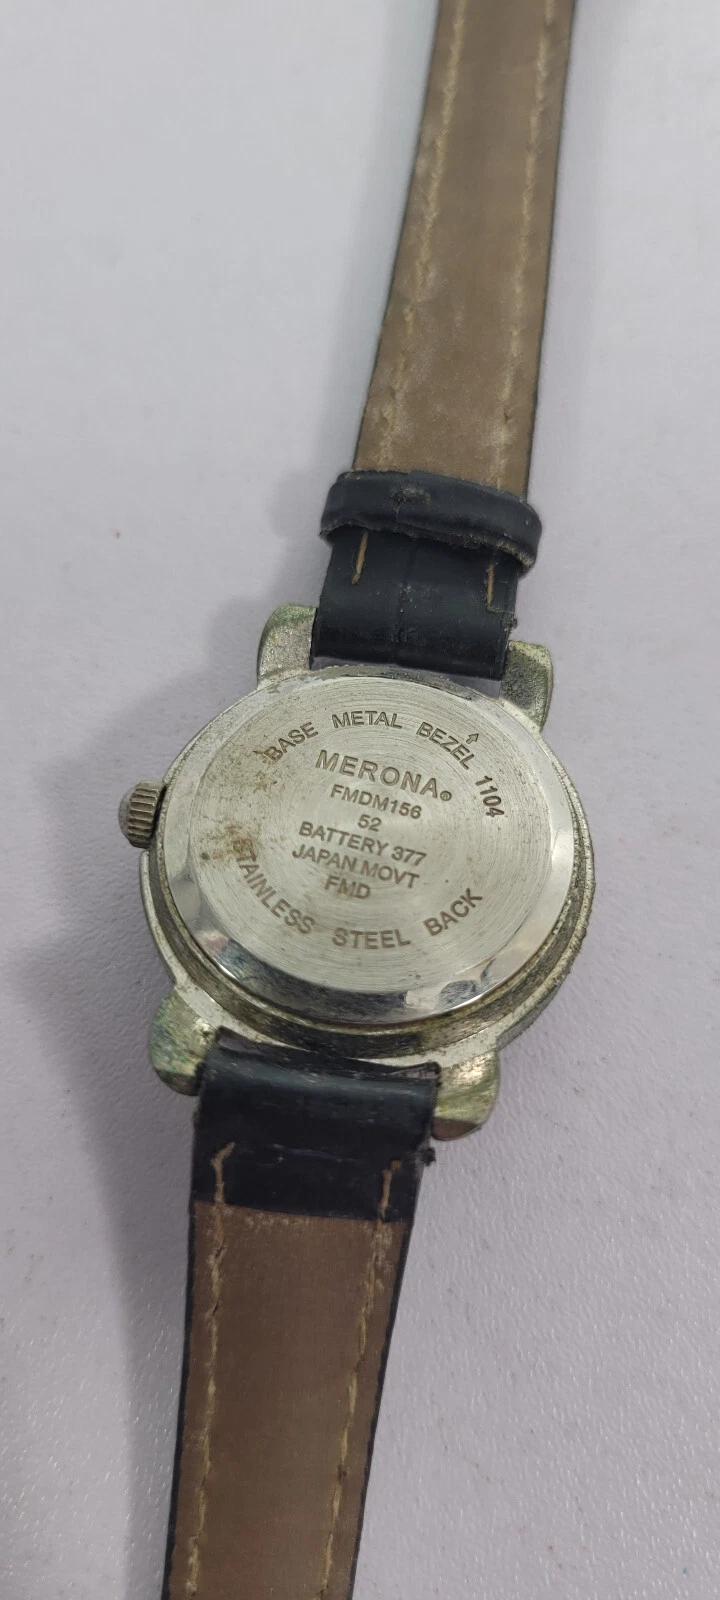 BASE METAL BEZEL 1104
MERONA®
FMDM156
52
BATTERY 377
JAPAN MOVT
FMD
STAINLESS STEEL BACK